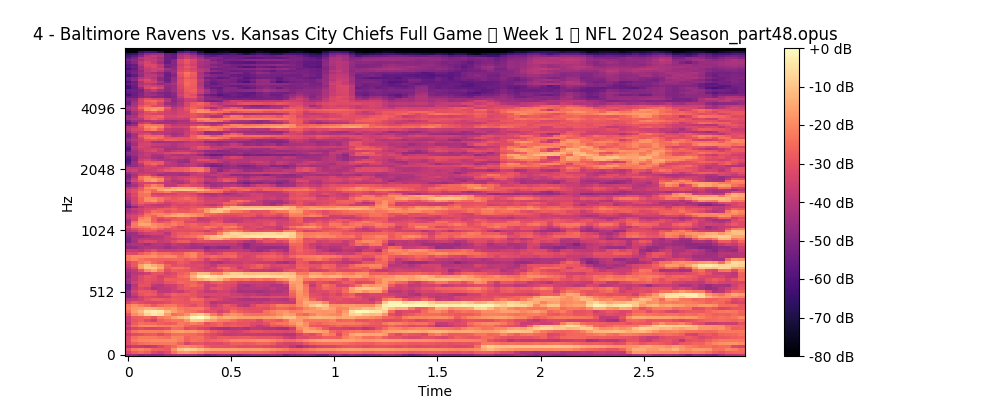 4 - Baltimore Ravens vs. Kansas City Chiefs Full Game ▯ Week 1 ▯ NFL 2024 Season_part48.opus
+0 dB
-10 dB
-20 dB
-30 dB
-40 dB
-50 dB
-60 dB
-70 dB
-80 dB
4096
2048
1024
512
0
Hz
0 0.5 1 1.5 2 2.5
Time